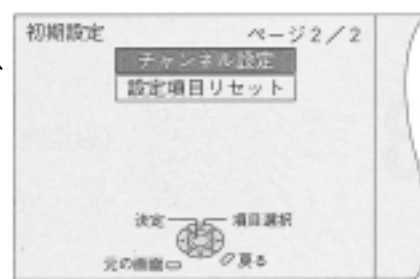 初期設定 ページ2/2
チャンネル設定
設定項目リセット
決定 項目選択
元の画面 戻る